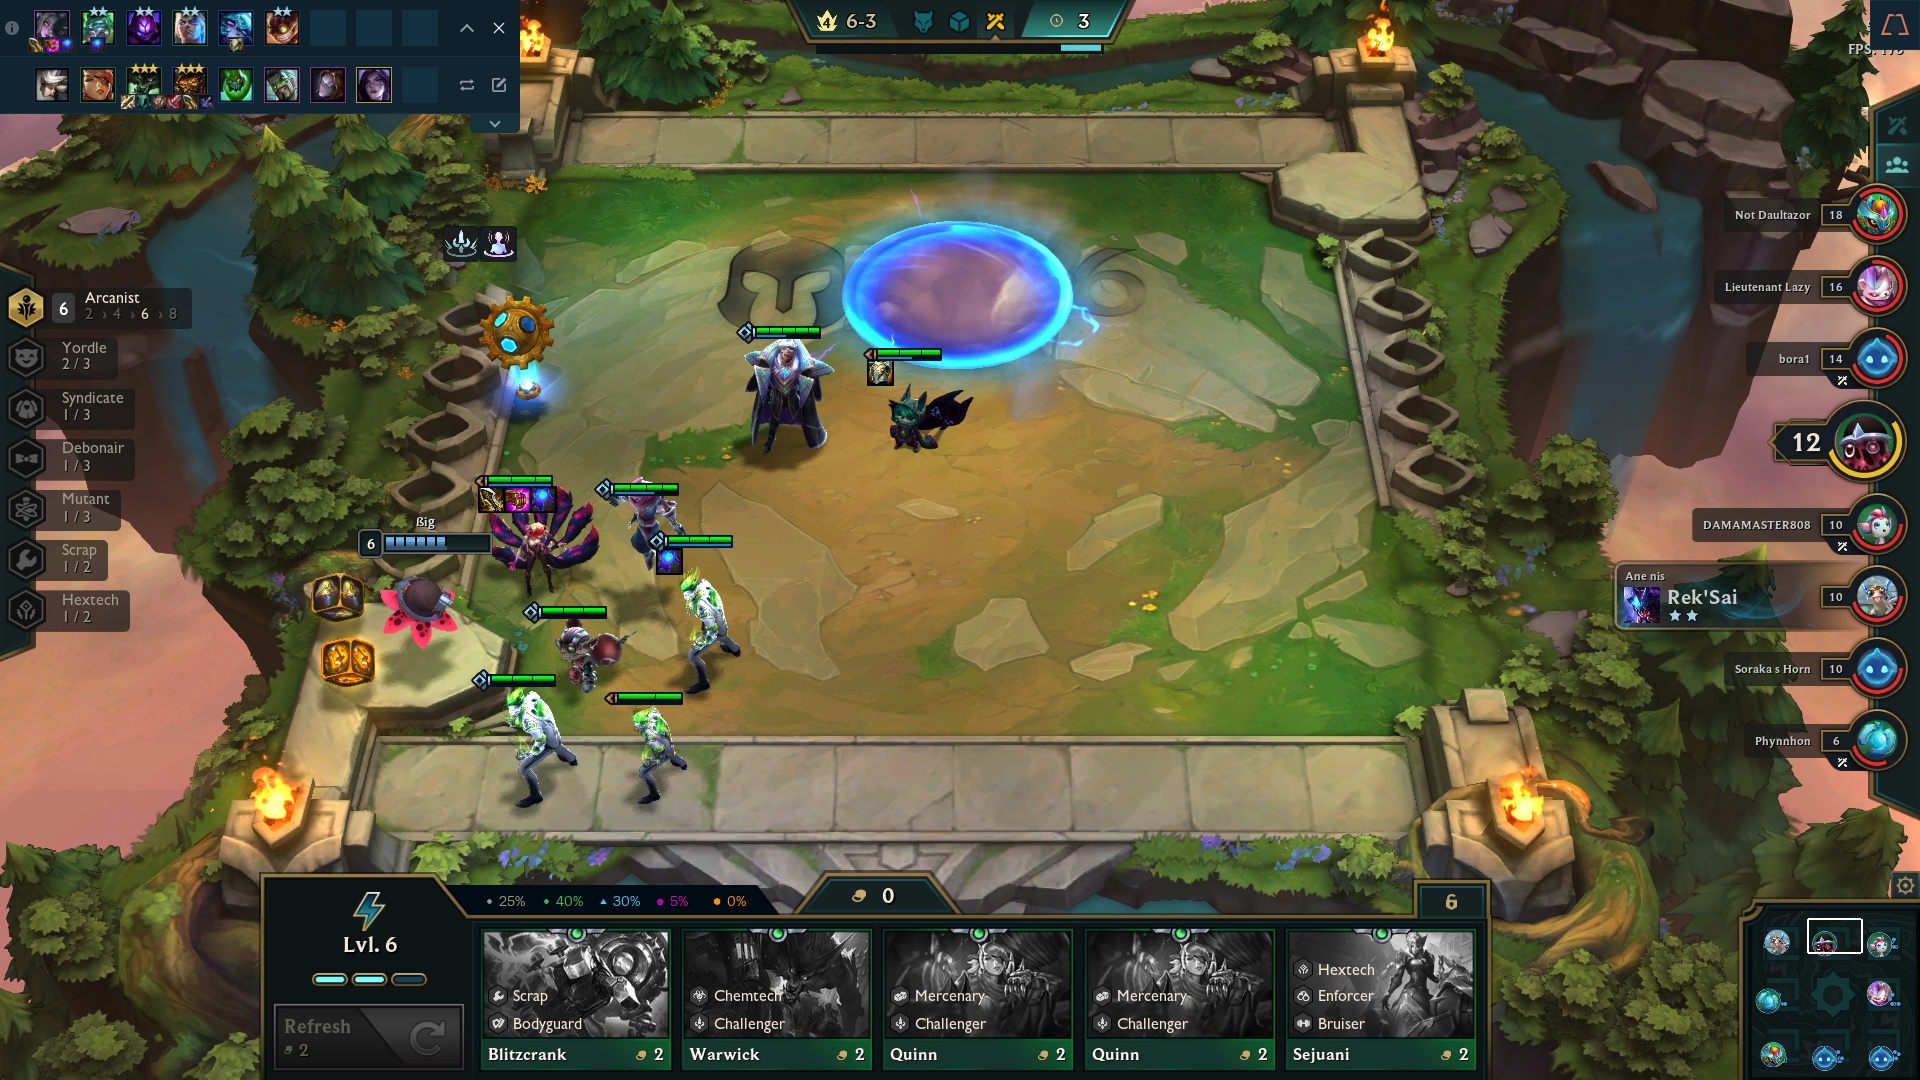 4
6-3
3
FPS: 178
Not Daultazor 18
Lieutenant Lazy 16
bora1 14
12
DAMAMASTER808 10
Ane nis
Rek'Sai
10
Soraka s Horn 10
Phynnhon 6
6
Arcanist
2 › 4 › 6 › 8
Yordle
2 / 3
Syndicate
1 / 3
Debonair
1 / 3
Mutant
1 / 3
Scrap
1 / 2
Hextech
1 / 2
ßig
6
25% 40% 30% 5% 0%
0
6
Lvl. 6
Refresh
2
Scrap
Bodyguard
Blitzcrank 2
Chemtech
Challenger
Warwick 2
Mercenary
Challenger
Quinn 2
Mercenary
Challenger
Quinn 2
Hextech
Enforcer
Bruiser
Sejuani 2